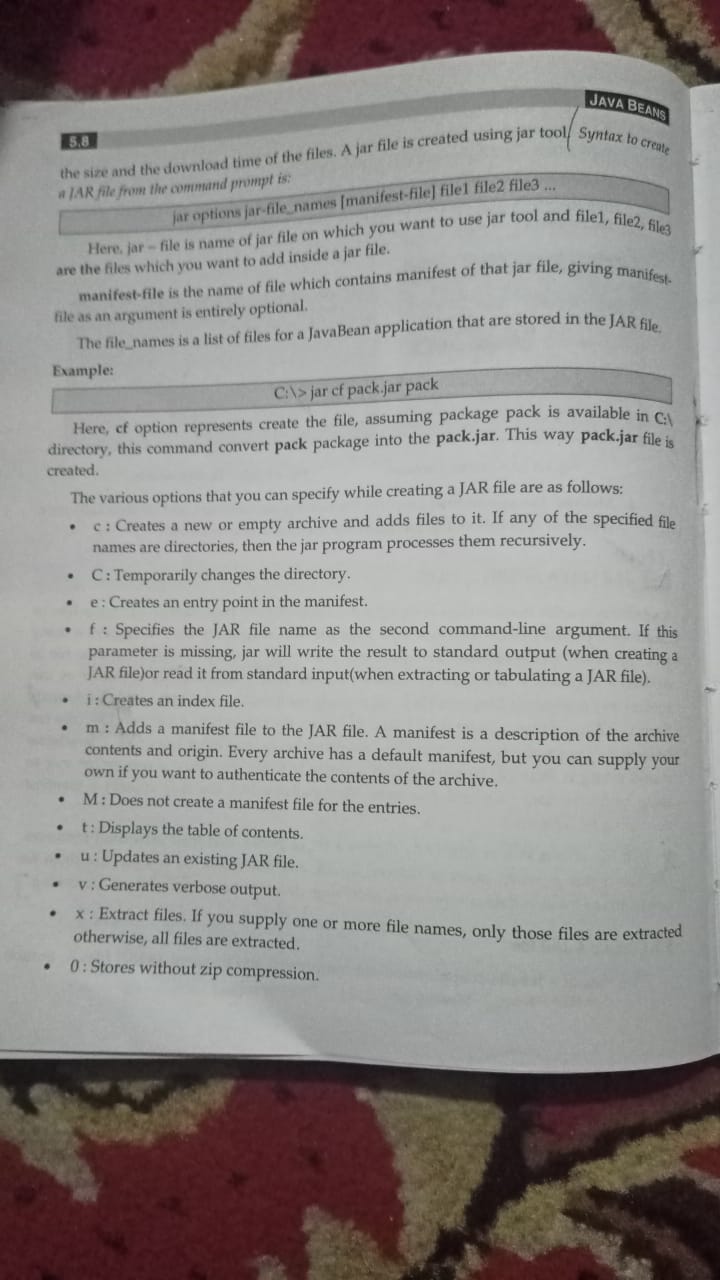 JAVA BEANS
5.8
the size and the download time of the files. A jar file is created using jar tool. Syntax to create
a JAR file from the command prompt is:
jar options jar-file_names [manifest-file] file1 file2 file3 ...
Here, jar – file is name of jar file on which you want to use jar tool and file1, file2, file3
are the files which you want to add inside a jar file.
manifest-file is the name of file which contains manifest of that jar file, giving manifest-
file as an argument is entirely optional.
The file_names is a list of files for a JavaBean application that are stored in the JAR file.
Example:
C:\> jar cf pack.jar pack
Here, cf option represents create the file, assuming package pack is available in C:\
directory, this command convert pack package into the pack.jar. This way pack.jar file is
created.
The various options that you can specify while creating a JAR file are as follows:
• c : Creates a new or empty archive and adds files to it. If any of the specified file
names are directories, then the jar program processes them recursively.
• C : Temporarily changes the directory.
• e : Creates an entry point in the manifest.
• f : Specifies the JAR file name as the second command-line argument. If this
parameter is missing, jar will write the result to standard output (when creating a
JAR file)or read it from standard input(when extracting or tabulating a JAR file).
• i : Creates an index file.
• m : Adds a manifest file to the JAR file. A manifest is a description of the archive
contents and origin. Every archive has a default manifest, but you can supply your
own if you want to authenticate the contents of the archive.
• M : Does not create a manifest file for the entries.
• t : Displays the table of contents.
• u : Updates an existing JAR file.
• v : Generates verbose output.
• x : Extract files. If you supply one or more file names, only those files are extracted
otherwise, all files are extracted.
• 0 : Stores without zip compression.